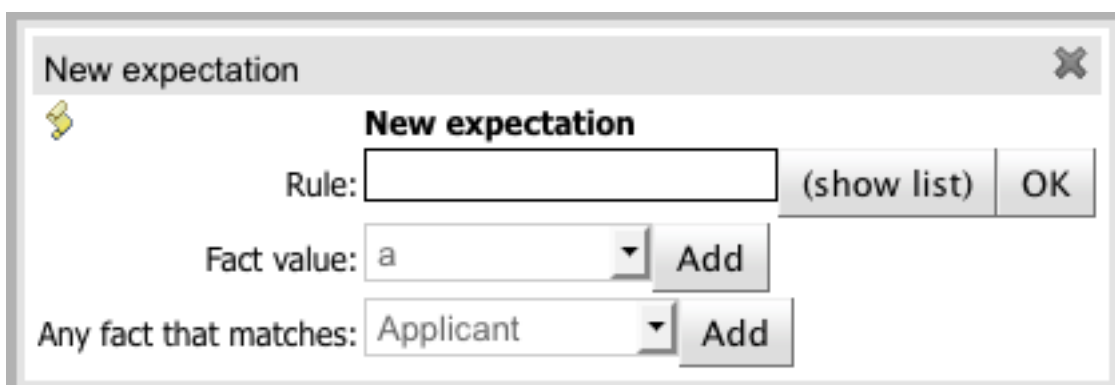 New expectation
New expectation
Rule: (show list) OK
Fact value: a Add
Any fact that matches: Applicant Add